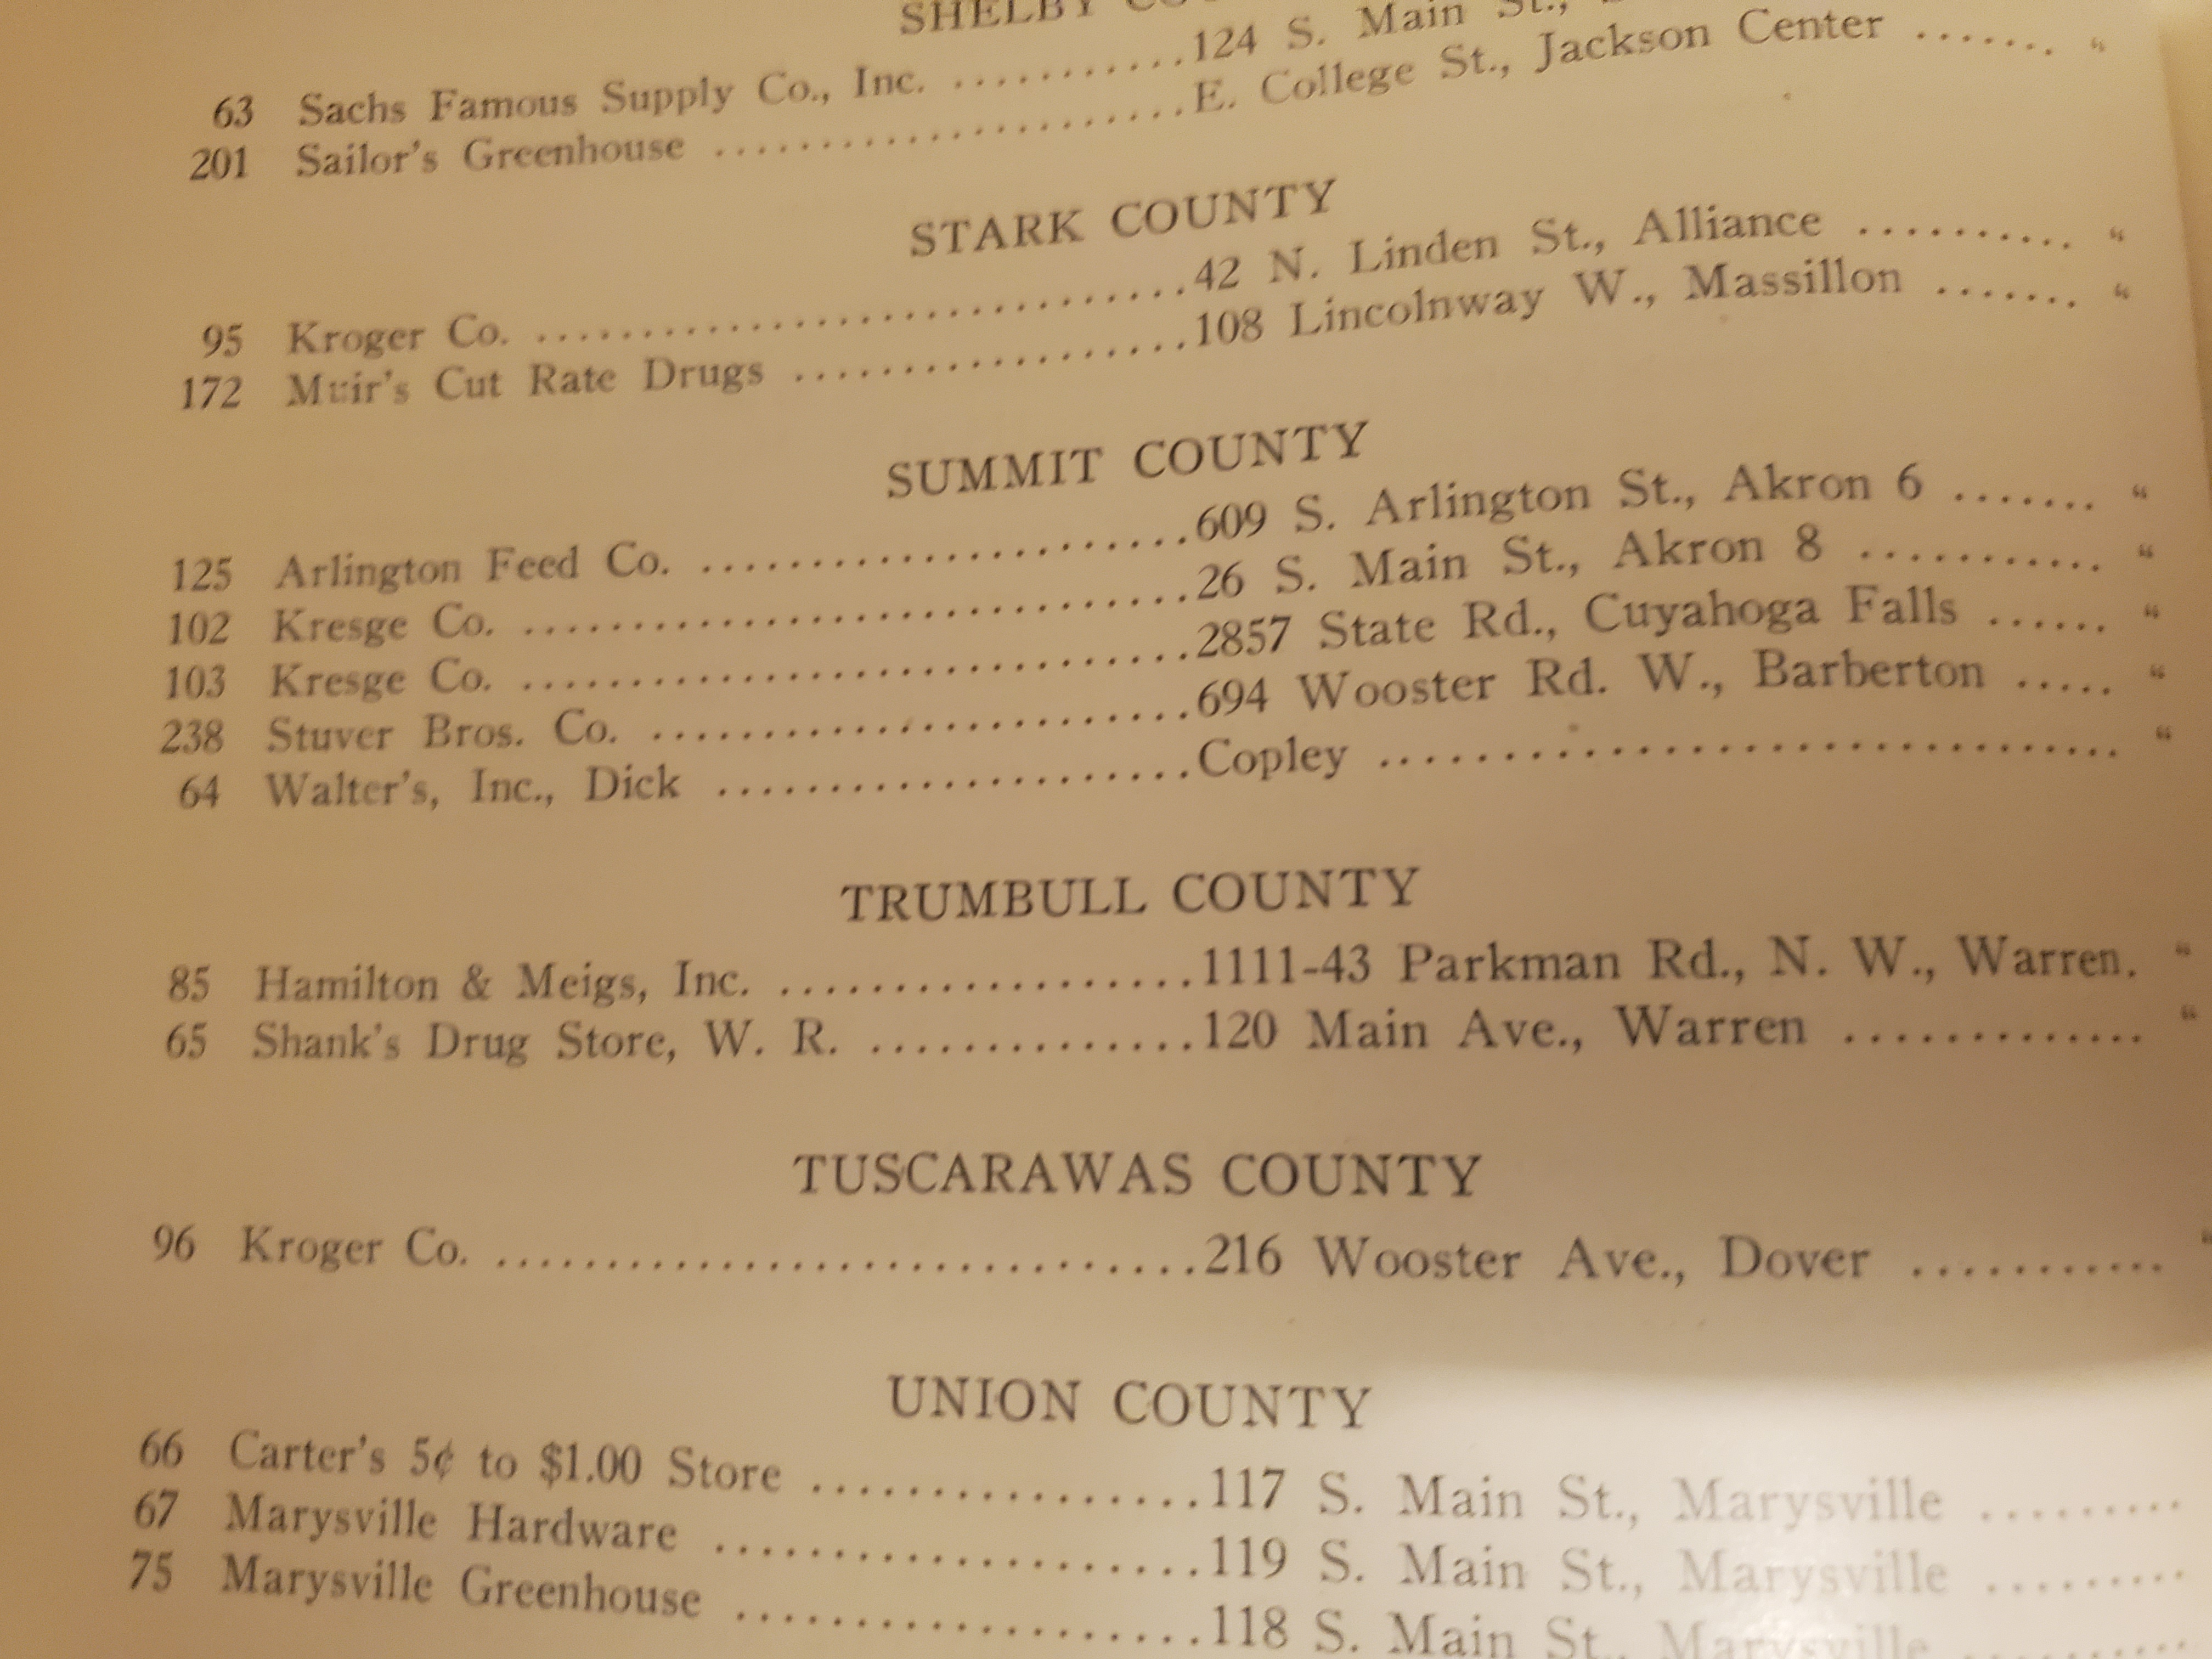 SHELBY
63 Sachs Famous Supply Co., Inc. ...........124 S. Main St.,
201 Sailor's Greenhouse ....................E. College St., Jackson Center ....... "
STARK COUNTY
95 Kroger Co. ...............................42 N. Linden St., Alliance .......... "
172 Muir's Cut Rate Drugs .................108 Lincolnway W., Massillon ....... "
SUMMIT COUNTY
125 Arlington Feed Co. ......................609 S. Arlington St., Akron 6 ....... "
102 Kresge Co. ..............................26 S. Main St., Akron 8 ........... "
103 Kresge Co. ..............................2857 State Rd., Cuyahoga Falls ...... "
238 Stuver Bros. Co. ........................694 Wooster Rd. W., Barberton ..... "
64 Walter's, Inc., Dick .....................Copley ................................ "
TRUMBULL COUNTY
85 Hamilton & Meigs, Inc. ...................1111-43 Parkman Rd., N. W., Warren. "
65 Shank's Drug Store, W. R. ...............120 Main Ave., Warren ............. "
TUSCARAWAS COUNTY
96 Kroger Co. ................................216 Wooster Ave., Dover ........... "
UNION COUNTY
66 Carter's 5¢ to $1.00 Store .................117 S. Main St., Marysville .........
67 Marysville Hardware .....................119 S. Main St., Marysville .........
75 Marysville Greenhouse ....................118 S. Main St., Marysville .........